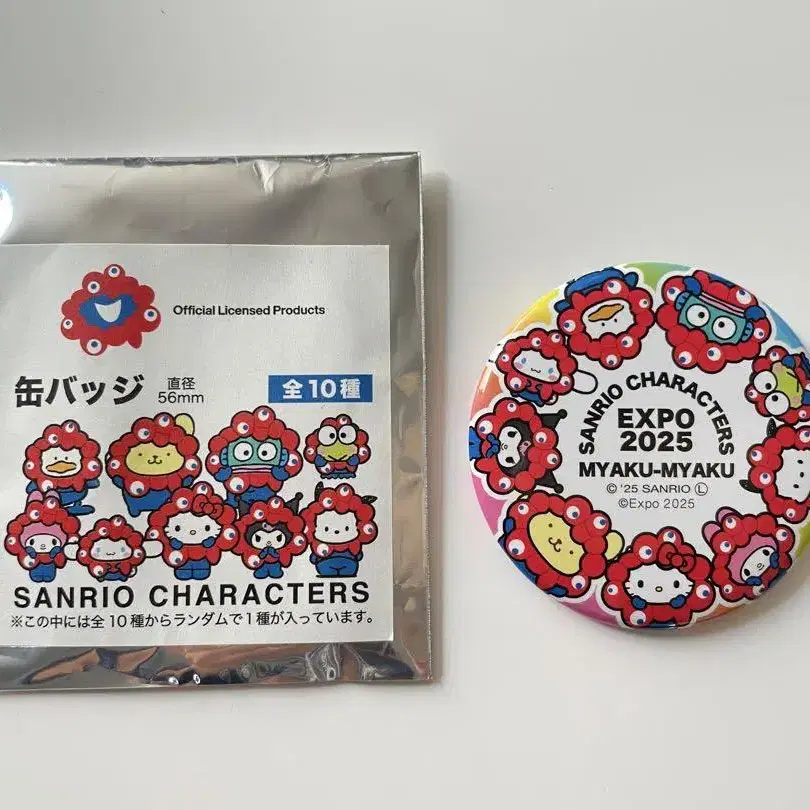 Official Licensed Products
缶バッジ 直径 56mm 全10種
SANRIO CHARACTERS
※この中には全10種からランダムで1種が入っています。
SANRIO CHARACTERS
EXPO
2025
MYAKU-MYAKU
© '25 SANRIO Ⓛ
©Expo 2025